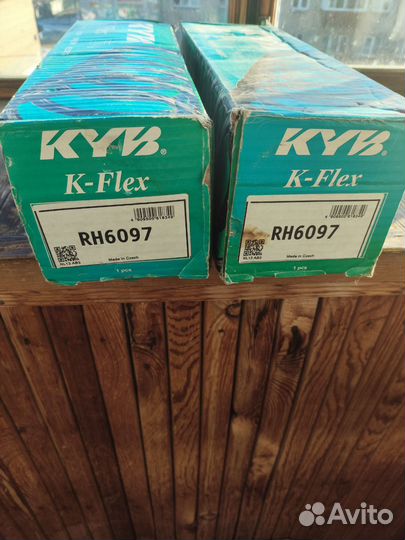 KYB®
K-Flex
RH6097
Made in Czech
1 pcs
KYB®
K-Flex
RH6097
Made in Czech
1 pcs
Avito